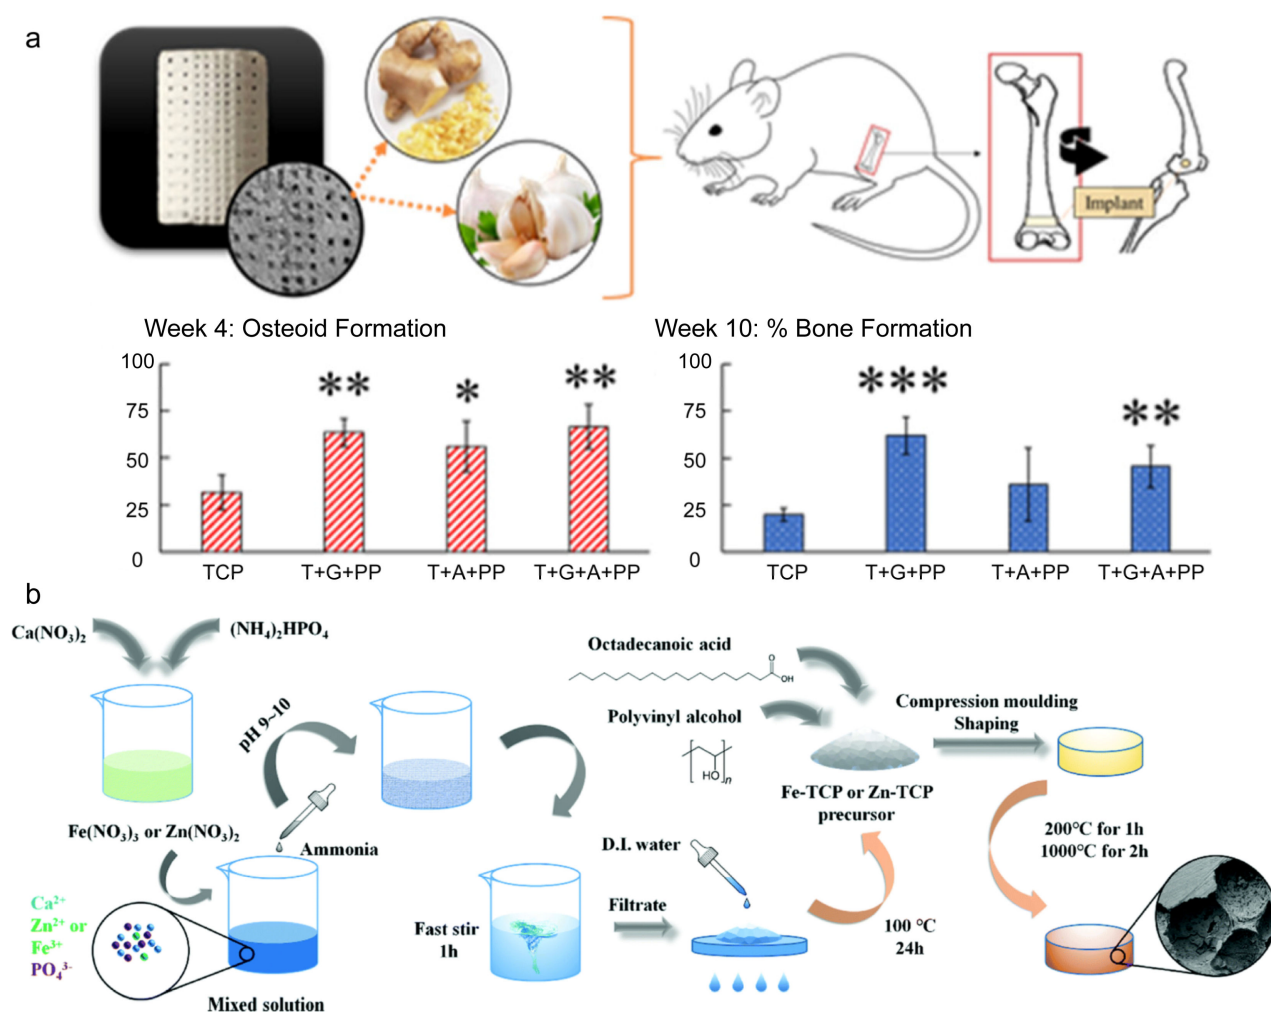 a
Implant
Week 4: Osteoid Formation
100
75
50
25
0
**
*
**
TCP
T+G+PP
T+A+PP
T+G+A+PP
Week 10: % Bone Formation
100
75
50
25
0
***
**
TCP
T+G+PP
T+A+PP
T+G+A+PP
b
Ca(NO₃)₂
(NH₄)₂HPO₄
Fe(NO₃)₃ or Zn(NO₃)₂
pH 9~10
Ammonia
Ca²⁺
Zn²⁺ or
Fe³⁺
PO₄³⁻
Mixed solution
Fast stir
1h
Filtrate
D.I. water
100 °C
24h
Octadecanoic acid
O
OH
Polyvinyl alcohol
HO
n
Fe-TCP or Zn-TCP
precursor
Compression moulding
Shaping
200°C for 1h
1000°C for 2h